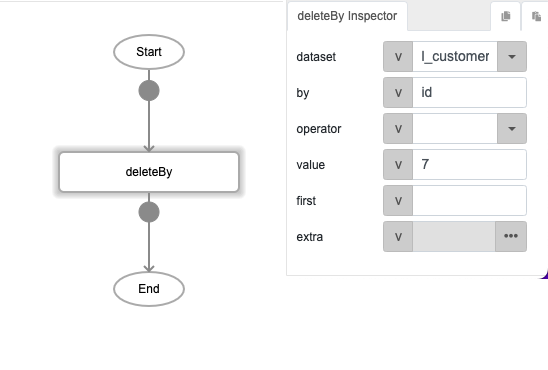 Start
deleteBy
End
deleteBy Inspector
dataset v l_customer
by v id
operator v
value v 7
first v
extra v •••